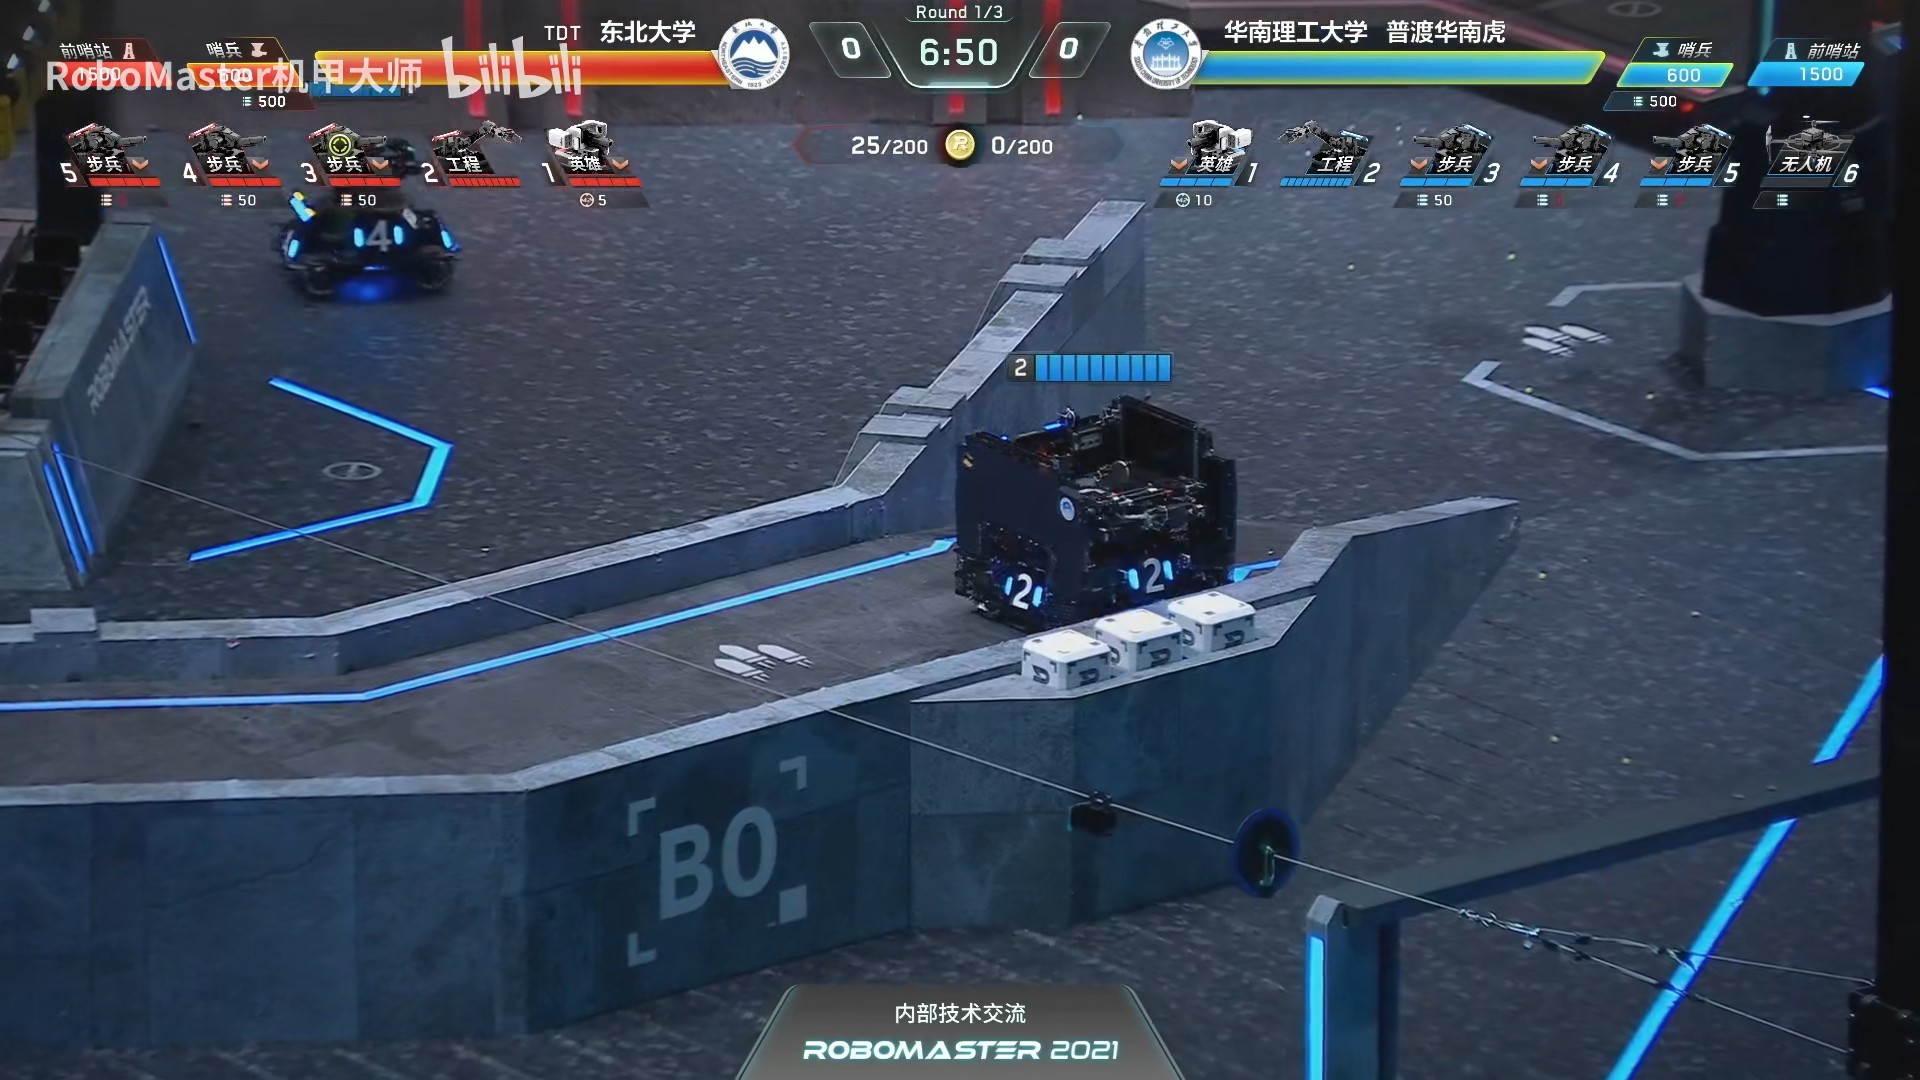 Round 1/3
TDT 东北大学
0
6:50
0
华南理工大学 普渡华南虎
前哨站
1500
哨兵
600
500
RoboMaster机甲大师 bilibili
哨兵
600
500
前哨站
1500
25/200
0/200
5 步兵
4 步兵
50
3 步兵
50
2 工程
1 英雄
5
英雄 1
10
工程 2
步兵 3
50
步兵 4
步兵 5
无人机 6
4
ROBOMASTER
2
2
2
B0
内部技术交流
ROBOMASTER 2021